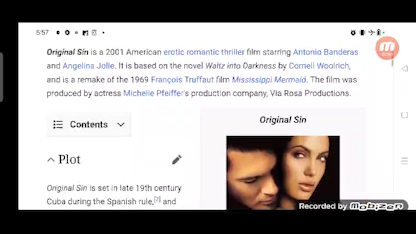 5:57
Original Sin is a 2001 American erotic romantic thriller film starring Antonio Banderas
and Angelina Jolie. It is based on the novel Waltz into Darkness by Cornell Woolrich,
and is a remake of the 1969 François Truffaut film Mississippi Mermaid. The film was
produced by actress Michelle Pfeiffer's production company, Via Rosa Productions.
Contents
Original Sin
Plot
Original Sin is set in late 19th century
Cuba during the Spanish rule,[2] and
Recorded by Mobizen